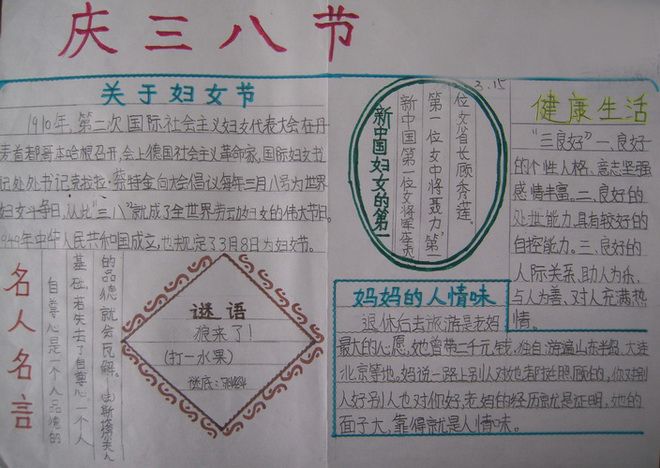 庆三八节
关于妇女节
1910年,第二次国际社会主义妇女代表大会在丹
麦首都哥本哈根召开,会上德国社会主义革命家,国际妇女书
记处书记克拉拉·蔡特金向大会倡议每年三月八号为世界
妇女斗争日,从此"三八"就成了全世界劳动妇女的伟大节日。
1949年中华人民共和国成立,也规定了3月8日为妇女节。
名人名言
自尊心是一个人品德的
基础,若失去了自尊心,一个人
的品德就会瓦解。
谜语
狼来了!
(打一水果)
谜底:
新中国妇女的第一
新中国第一位女将军李贞
第一位女中将聂力"第一
位女省长顾秀莲。
3.15
妈妈的人情味
退休后去旅游是老妈
最大的心愿,她曾带二千元钱,独自游遍山东半岛、大连
北京等地。妈说一路上别人对她都挺照顾的,你对别
人好别人也对你好,老妈的经历就是证明,她的
面子大,靠得就是人情味。
健康生活
"三良好"一、良好
的个性人格、意志坚强
感情丰富。二、良好的
处世能力,具有较好的
自控能力。三、良好的
人际关系,助人为乐,
与人为善、对人充满热
情。